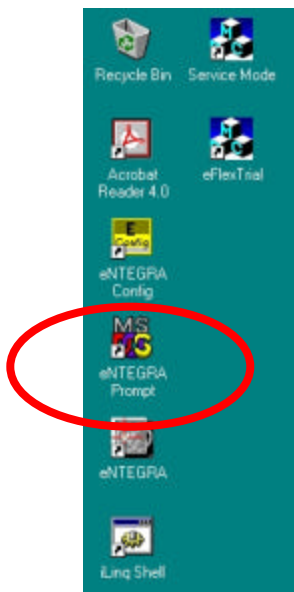 Recycle Bin
Service Mode
Acrobat
Reader 4.0
eFlexTrial
E
Config
eNTEGRA
Config
MS
eNTEGRA
Prompt
eNTEGRA
iLinq Shell